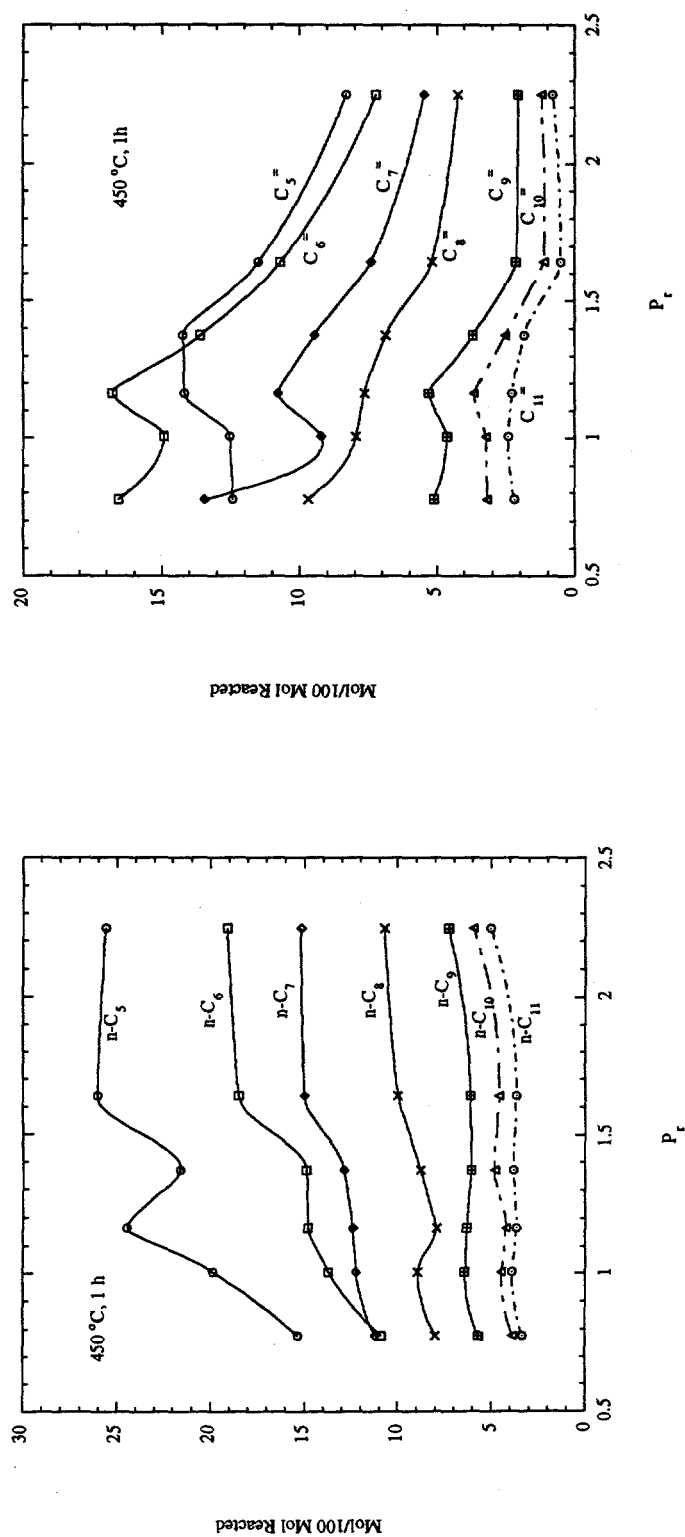 30
25
20
15
10
5
0
0.5
1
1.5
2
2.5
450 °C, 1 h
n-C5
n-C6
n-C7
n-C8
n-C9
n-C10
n-C11
Pr
Mol/100 Mol Reacted
20
15
10
5
0
0.5
1
1.5
2
2.5
450 °C, 1h
C5=
C6=
C7=
C8=
C9=
C10=
C11=
Pr
Mol/100 Mol Reacted